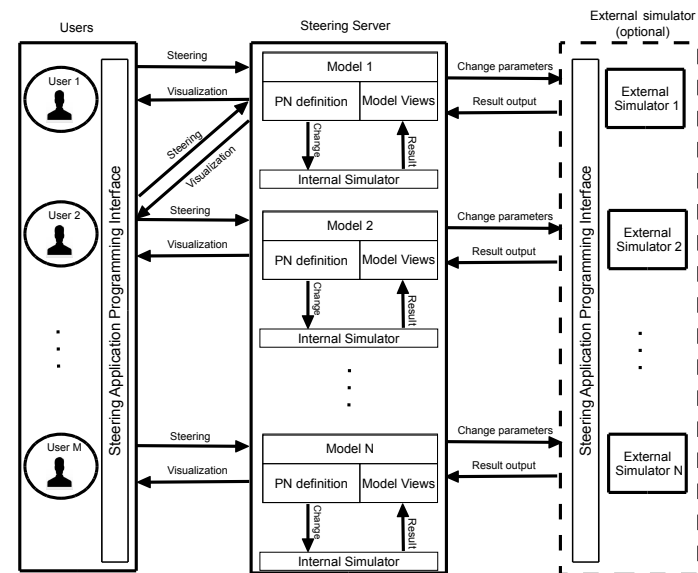 Users
Steering Server
External simulator
(optional)
User 1
Steering
Visualization
Steering
Visualization
Model 1
PN definition
Model Views
Change
Result
Internal Simulator
Change parameters
Result output
External
Simulator 1
User 2
Steering
Visualization
Model 2
PN definition
Model Views
Change
Result
Internal Simulator
Change parameters
Result output
External
Simulator 2
Steering Application Programming Interface
Steering Application Programming Interface
. . .
. . .
. . .
User M
Steering
Visualization
Model N
PN definition
Model Views
Change
Result
Internal Simulator
Change parameters
Result output
External
Simulator N